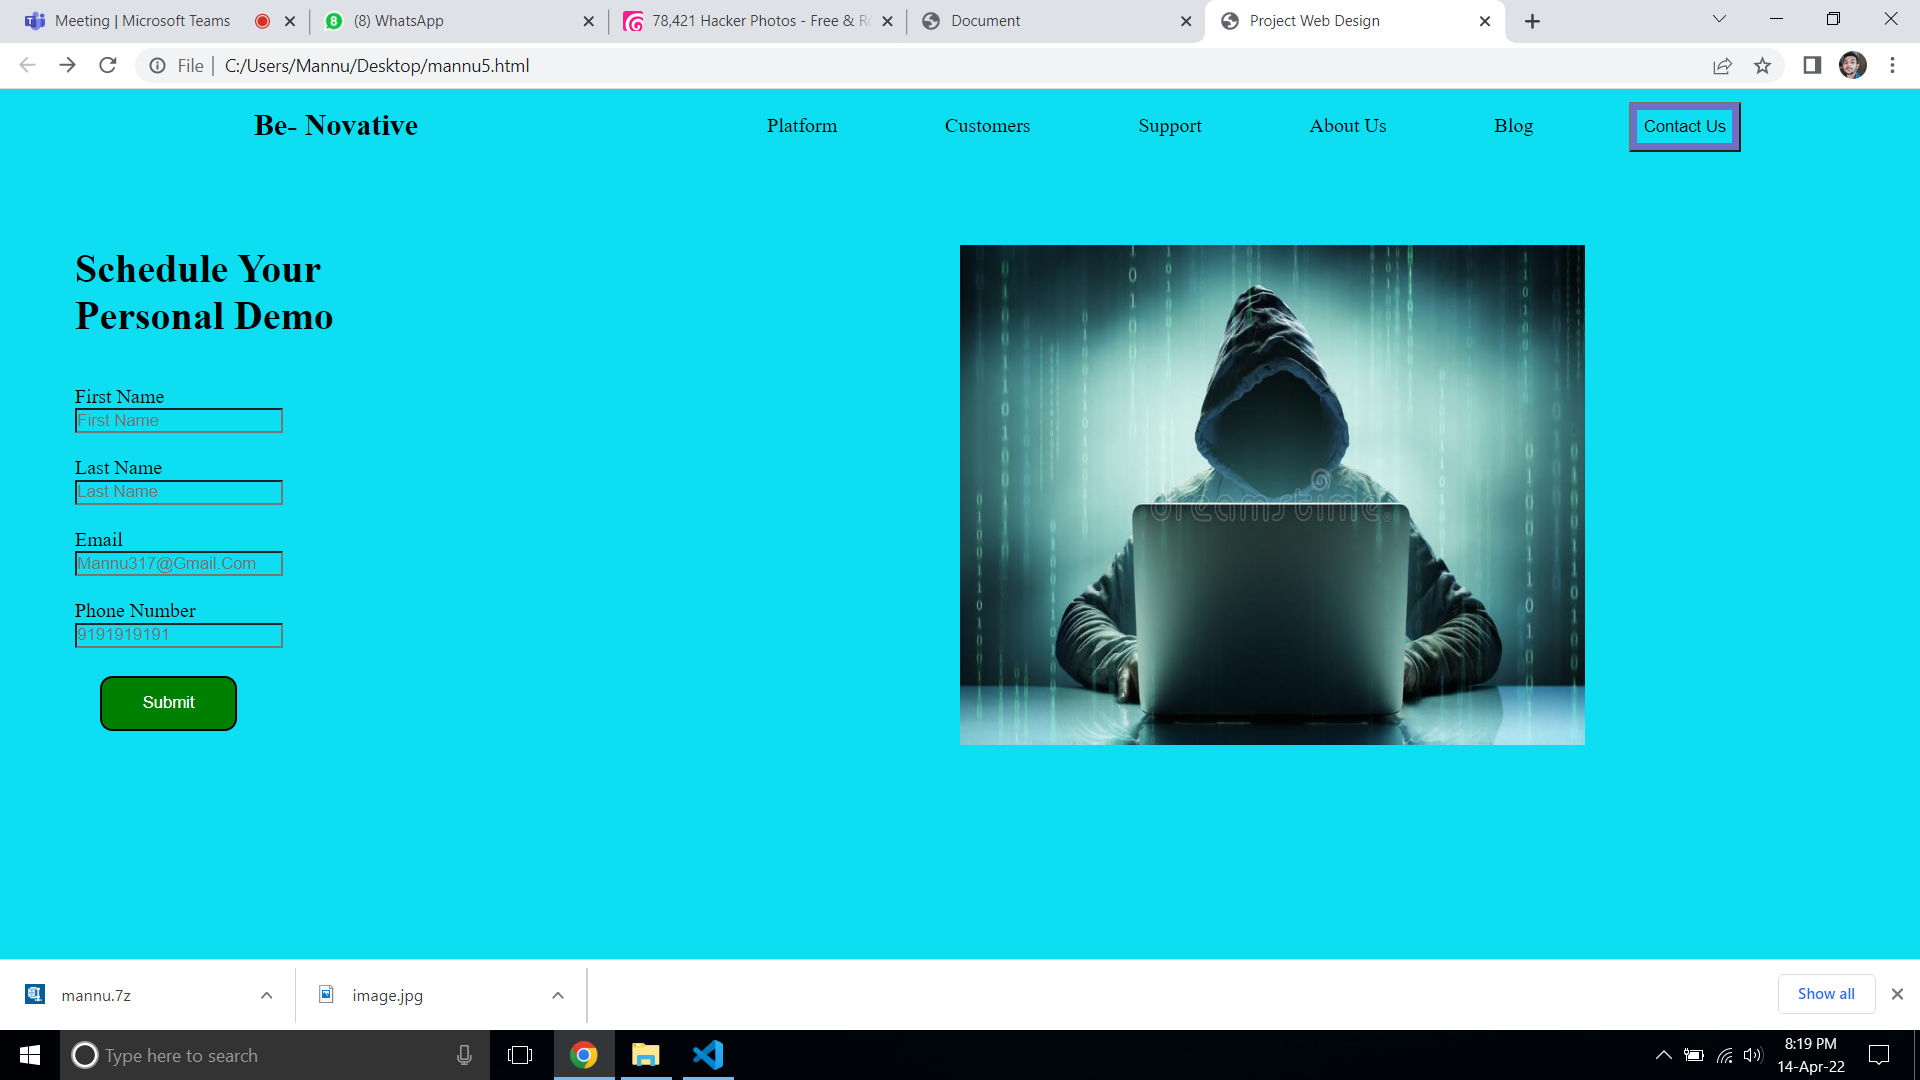 Meeting | Microsoft Teams
8 (8) WhatsApp
78,421 Hacker Photos - Free & R
Document
Project Web Design
File | C:/Users/Mannu/Desktop/mannu5.html
Be- Novative
Platform
Customers
Support
About Us
Blog
Contact Us
Schedule Your
Personal Demo
First Name
First Name
Last Name
Last Name
Email
Mannu317@Gmail.Com
Phone Number
9191919191
Submit
dreamstime
mannu.7z
image.jpg
Show all
Type here to search
8:19 PM
14-Apr-22